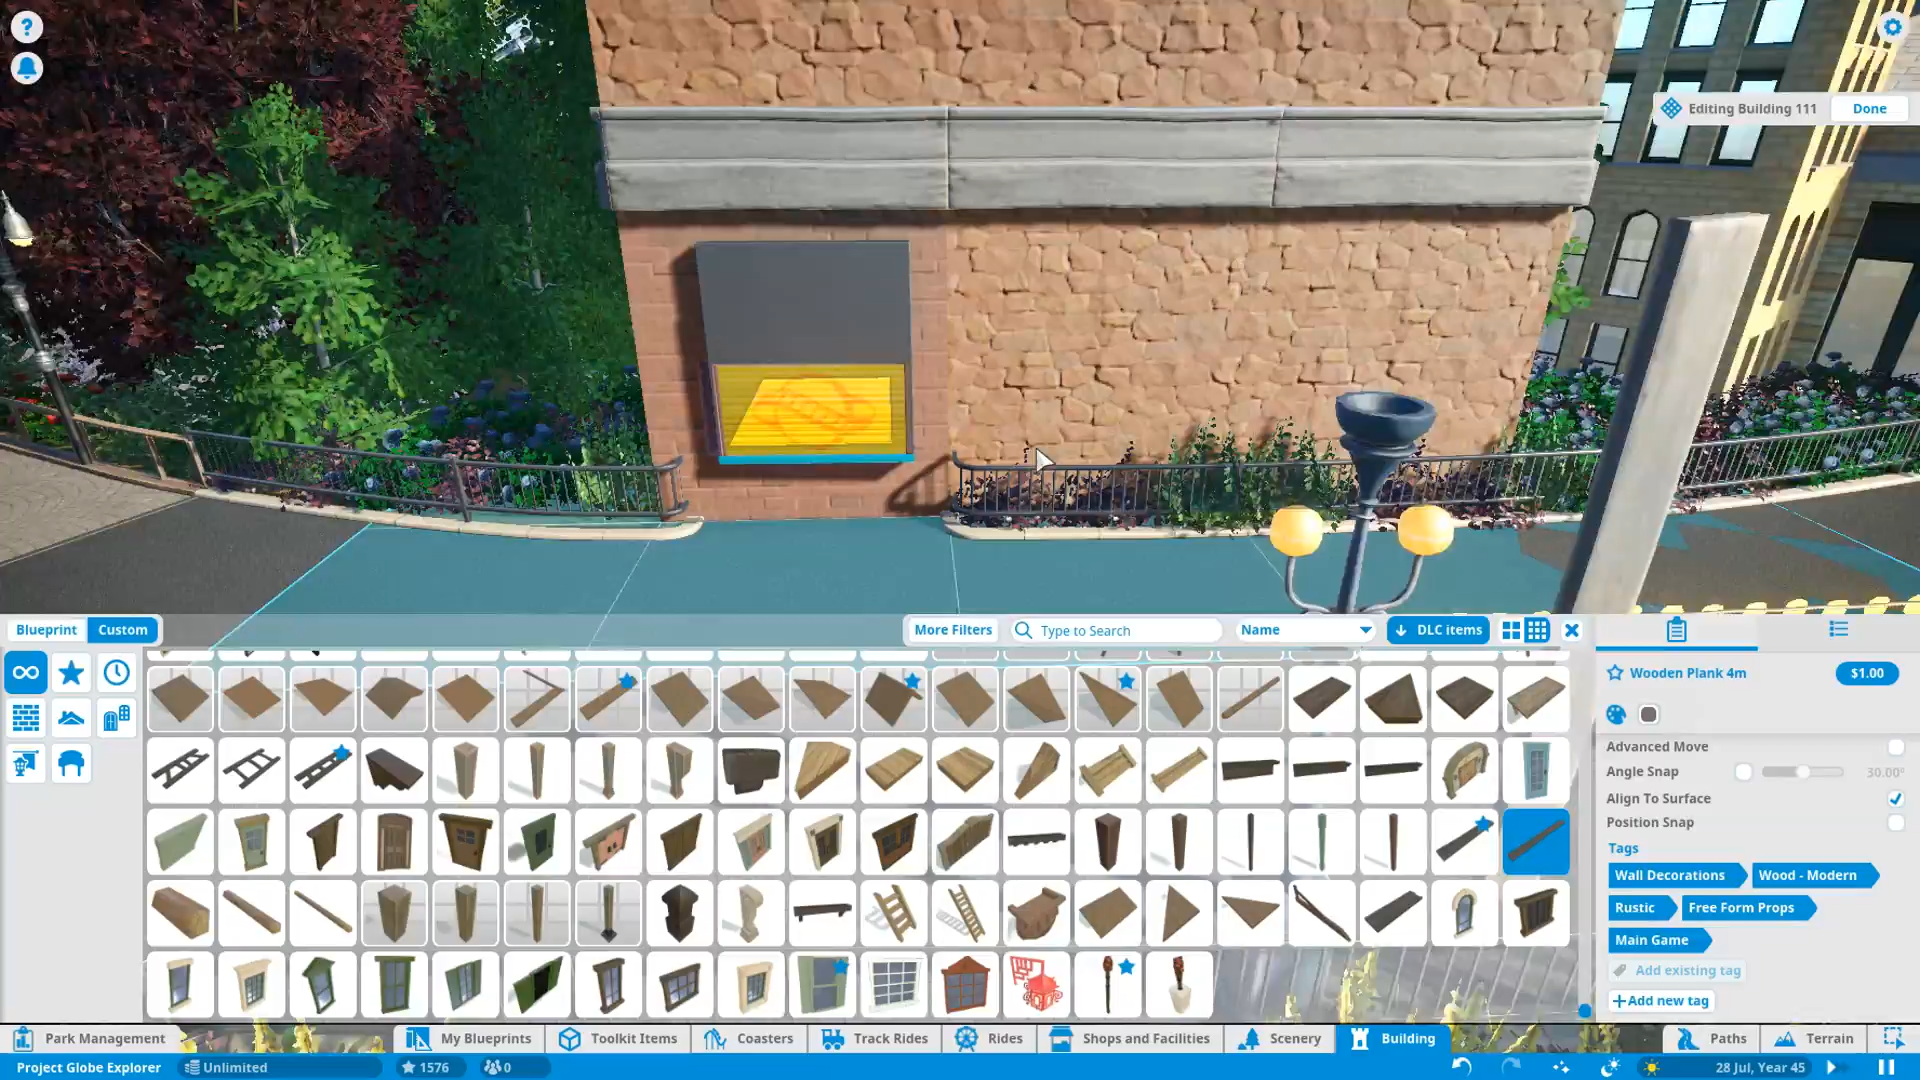 ?
Editing Building 111
Done
Blueprint
Custom
More Filters
Type to Search
Name
DLC items
Wooden Plank 4m
$1.00
Advanced Move
Angle Snap
30.00°
Align To Surface
Position Snap
Tags
Wall Decorations
Wood - Modern
Rustic
Free Form Props
Main Game
Add existing tag
+Add new tag
Park Management
My Blueprints
Toolkit Items
Coasters
Track Rides
Rides
Shops and Facilities
Scenery
Building
Paths
Terrain
Project Globe Explorer
Unlimited
1576
0
28 Jul, Year 45